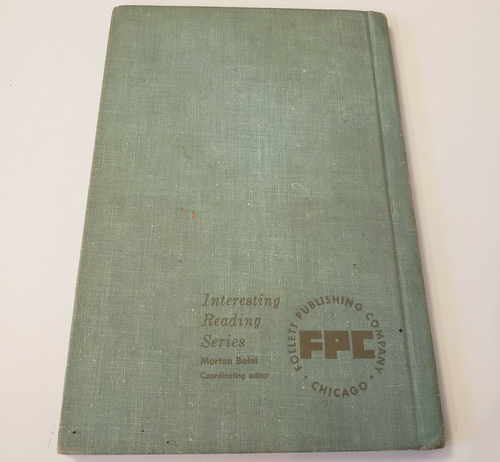 Interesting
Reading
Series
Morton Botel
Coordinating editor
FOLLETT PUBLISHING COMPANY
FPC
· CHICAGO ·